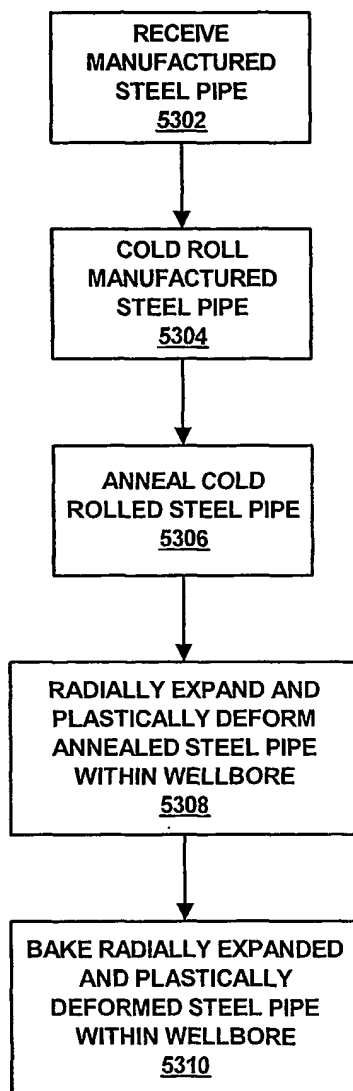 RECEIVE
MANUFACTURED
STEEL PIPE
5302
COLD ROLL
MANUFACTURED
STEEL PIPE
5304
ANNEAL COLD
ROLLED STEEL PIPE
5306
RADIALLY EXPAND AND
PLASTICALLY DEFORM
ANNEALED STEEL PIPE
WITHIN WELLBORE
5308
BAKE RADIALLY EXPANDED
AND PLASTICALLY
DEFORMED STEEL PIPE
WITHIN WELLBORE
5310